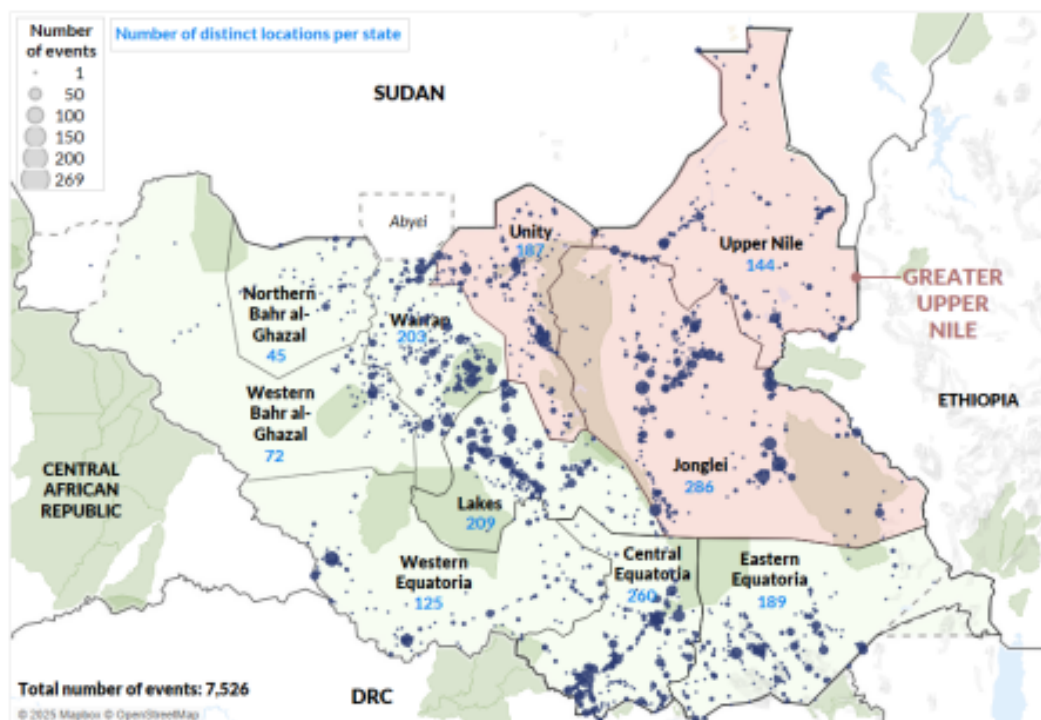 Number
of events
1
50
100
150
200
269
Number of distinct locations per state
SUDAN
Abyei
Unity
187
Upper Nile
144
GREATER
UPPER
NILE
Northern
Bahr al-
Ghazal
45
Warrap
203
Western
Bahr al-
Ghazal
72
ETHIOPIA
CENTRAL
AFRICAN
REPUBLIC
Jonglei
286
Lakes
209
Western
Equatoria
125
Central
Equatotia
260
Eastern
Equatoria
189
Total number of events: 7,526
DRC
© 2025 Mapbox © OpenStreetMap